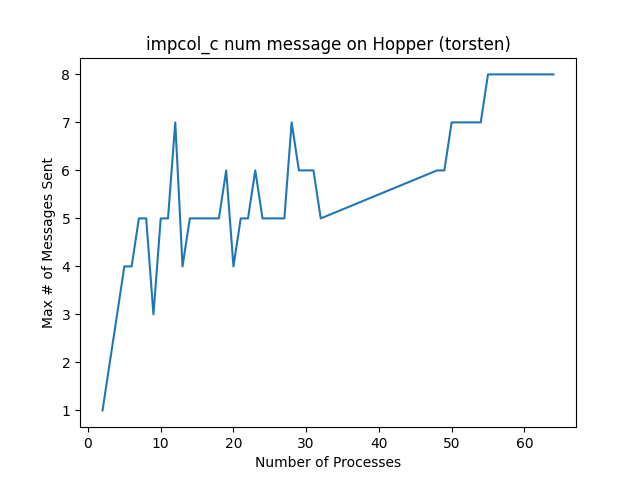 impcol_c num message on Hopper (torsten)
8
7
6
5
4
3
2
1
Max # of Messages Sent
0 10 20 30 40 50 60
Number of Processes